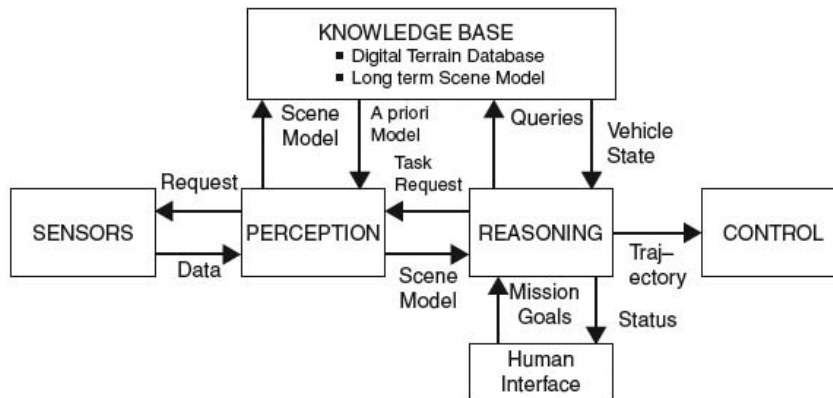 KNOWLEDGE BASE
▪ Digital Terrain Database
▪ Long term Scene Model
Scene
Model
A priori
Model
Queries
Vehicle
State
Request
Task
Request
SENSORS
PERCEPTION
REASONING
CONTROL
Data
Scene
Model
Traj–
ectory
Mission
Goals
Status
Human
Interface